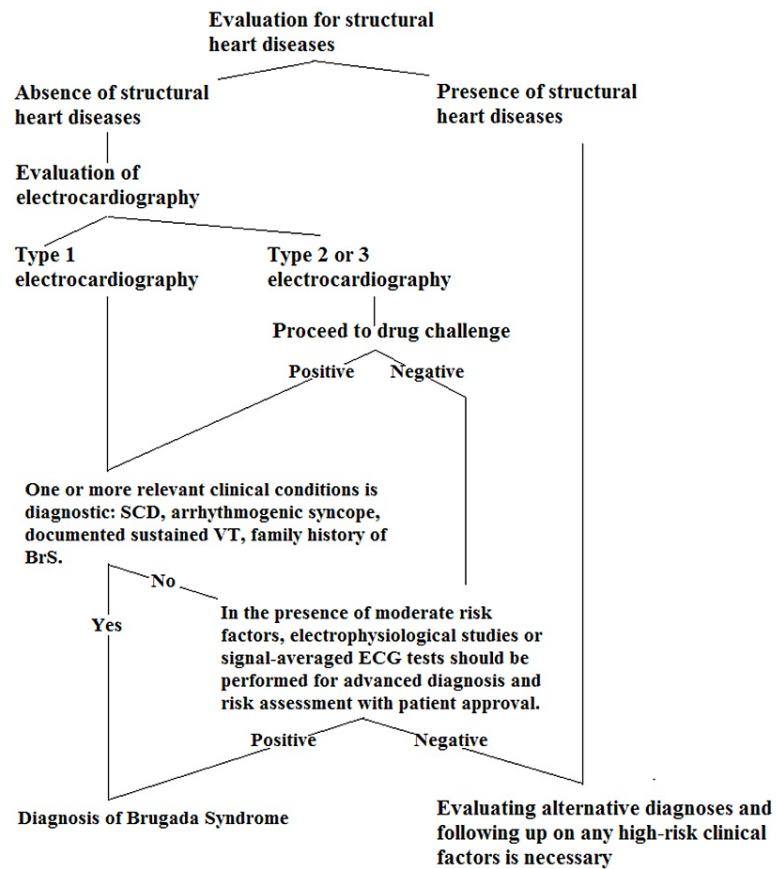 Evaluation for structural
heart diseases
Absence of structural
heart diseases
Presence of structural
heart diseases
Evaluation of
electrocardiography
Type 1
electrocardiography
Type 2 or 3
electrocardiography
Proceed to drug challenge
Positive
Negative
One or more relevant clinical conditions is
diagnostic: SCD, arrhythmogenic syncope,
documented sustained VT, family history of
BrS.
No
Yes
In the presence of moderate risk
factors, electrophysiological studies or
signal-averaged ECG tests should be
performed for advanced diagnosis and
risk assessment with patient approval.
Positive
Negative
Diagnosis of Brugada Syndrome
Evaluating alternative diagnoses and
following up on any high-risk clinical
factors is necessary